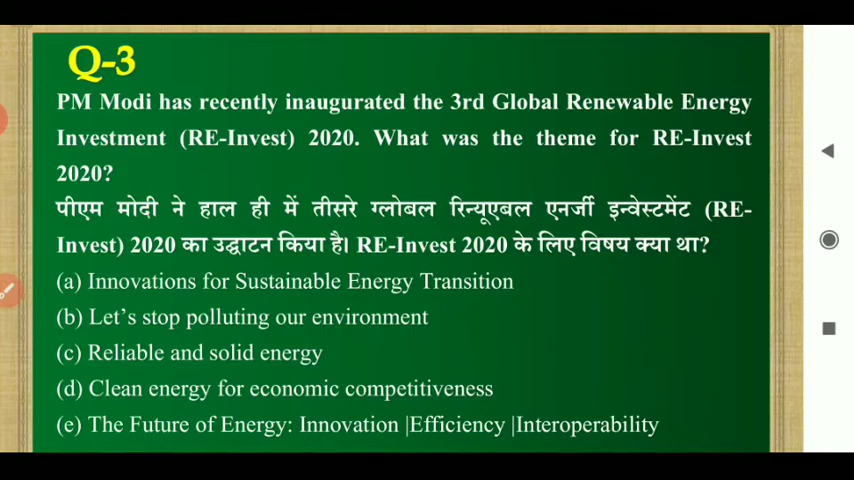 Q-3
PM Modi has recently inaugurated the 3rd Global Renewable Energy
Investment (RE-Invest) 2020. What was the theme for RE-Invest
2020?
पीएम मोदी ने हाल ही में तीसरे ग्लोबल रिन्यूएबल एनर्जी इन्वेस्टमेंट (RE-
Invest) 2020 का उद्घाटन किया है। RE-Invest 2020 के लिए विषय क्या था?
(a) Innovations for Sustainable Energy Transition
(b) Let’s stop polluting our environment
(c) Reliable and solid energy
(d) Clean energy for economic competitiveness
(e) The Future of Energy: Innovation |Efficiency |Interoperability